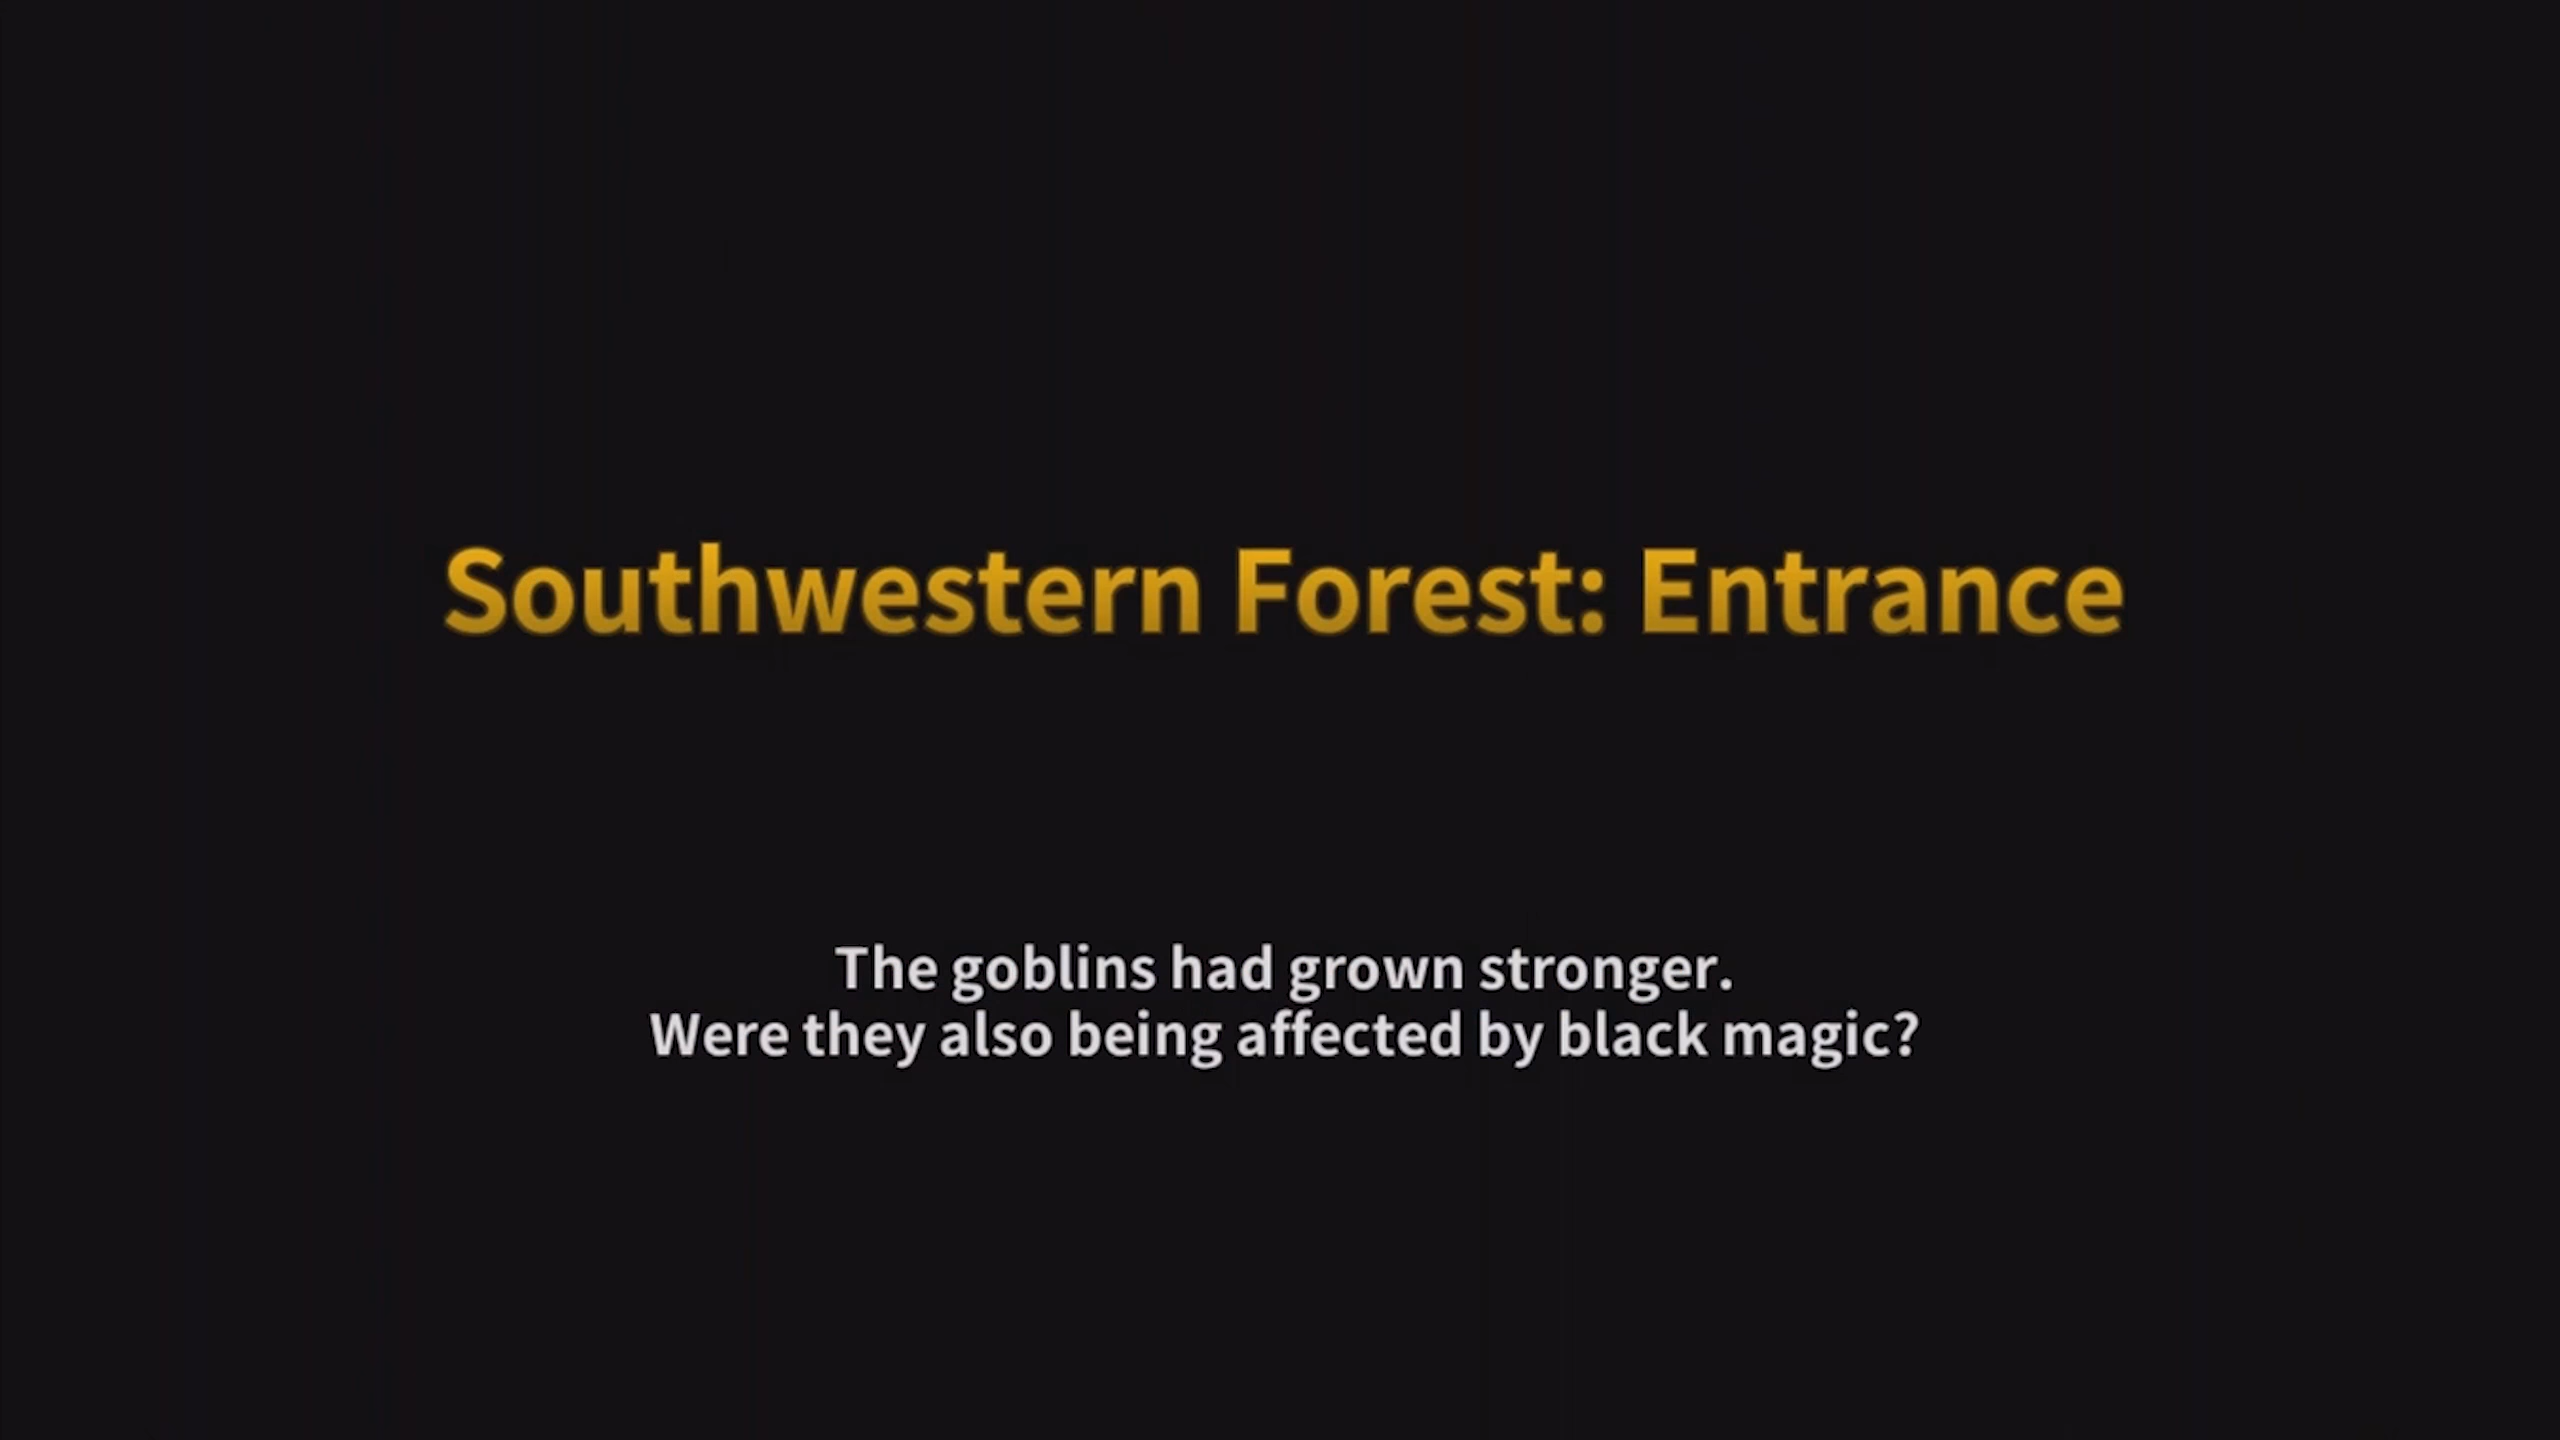 Southwestern Forest: Entrance
The goblins had grown stronger.
Were they also being affected by black magic?